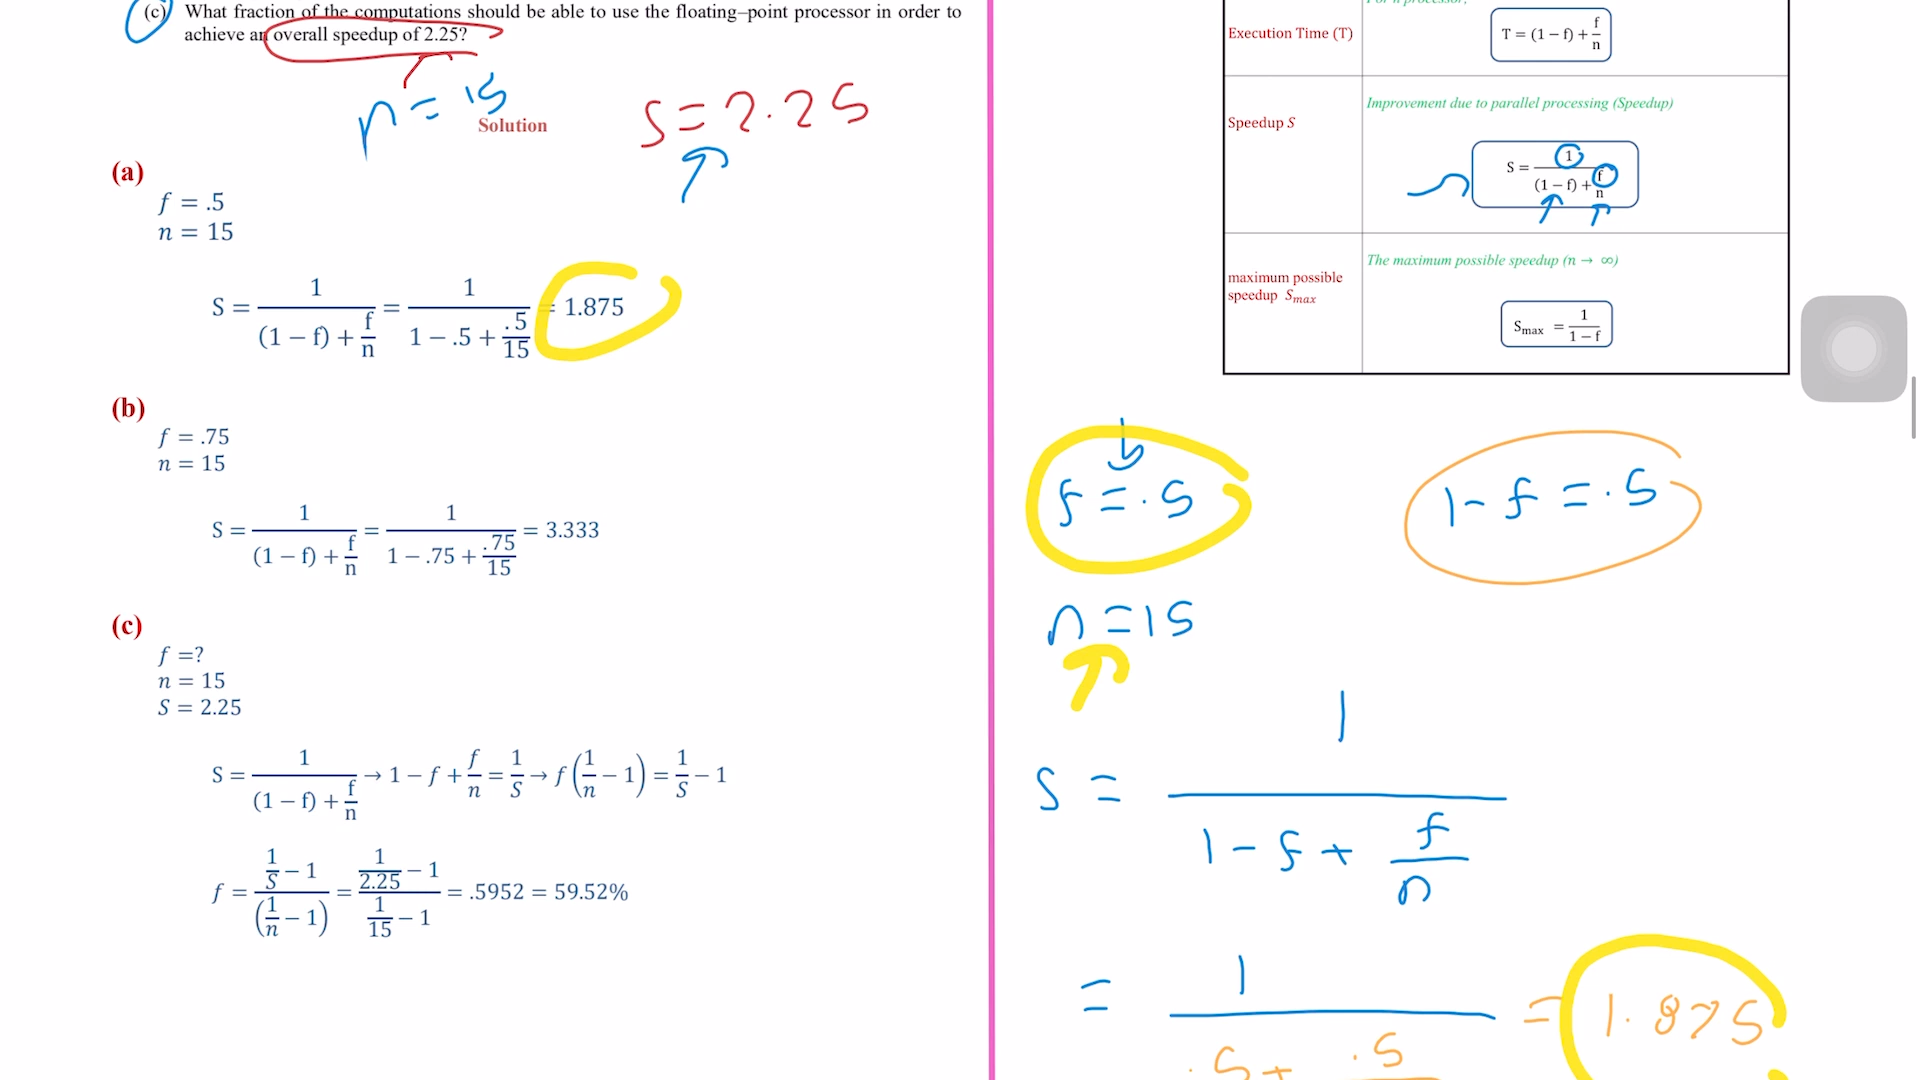 (c) What fraction of the computations should be able to use the floating–point processor in order to
achieve an overall speedup of 2.25?
n = 15
S = 2.25
Solution
(a)
f = .5
n = 15
S = 1 / ((1 − f) + f/n) = 1 / (1 − .5 + .5/15) = 1.875
(b)
f = .75
n = 15
S = 1 / ((1 − f) + f/n) = 1 / (1 − .75 + .75/15) = 3.333
(c)
f =?
n = 15
S = 2.25
S = 1 / ((1 − f) + f/n) → 1 − f + f/n = 1/S → f(1/n − 1) = 1/S − 1
f = (1/S − 1) / (1/n − 1) = (1/2.25 − 1) / (1/15 − 1) = .5952 = 59.52%
Execution Time (T)
T = (1 − f) + f/n
Speedup S
Improvement due to parallel processing (Speedup)
S = 1 / ((1 − f) + f/n)
maximum possible
speedup Smax
The maximum possible speedup (n → ∞)
Smax = 1 / (1 − f)
f = .5
1 - f = .5
n = 15
S = 1 / (1 - f + f/n)
= 1 / (.5 + .5
= 1.875